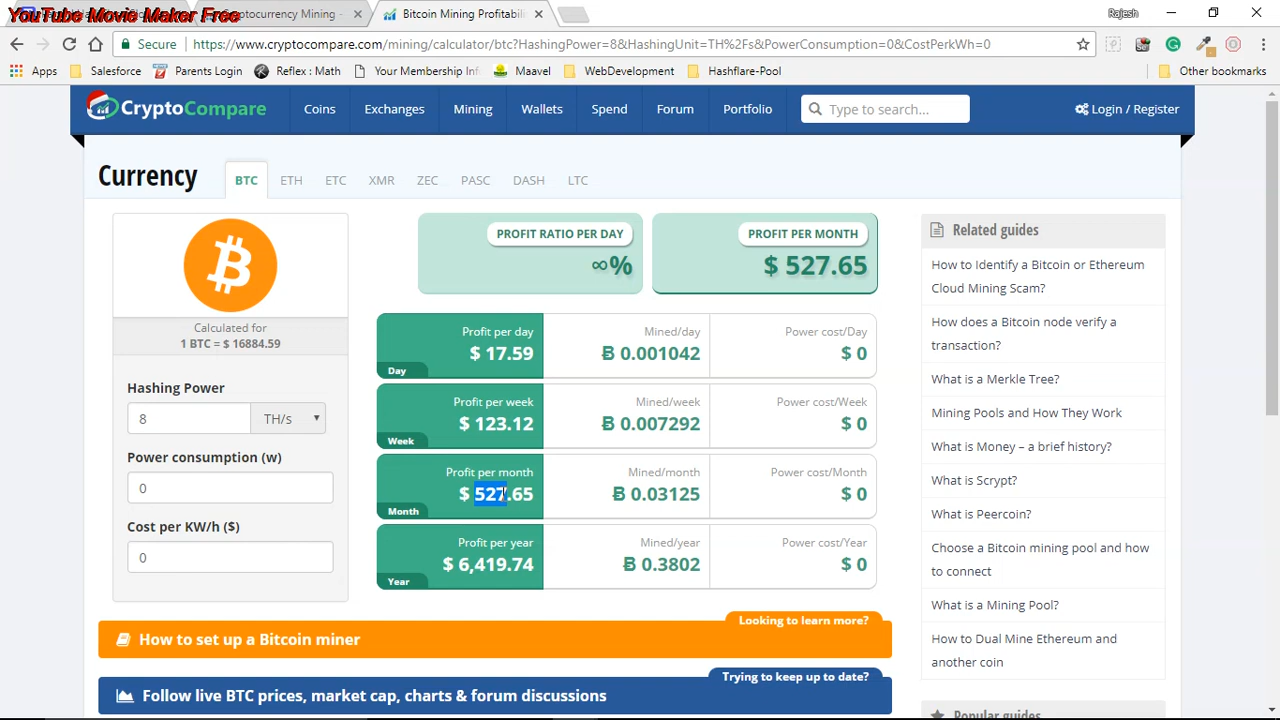 YouTube Movie Maker Free
Cryptocurrency Mining -
Bitcoin Mining Profitabili
Rajesh
Secure
https://www.cryptocompare.com/mining/calculator/btc?HashingPower=8&HashingUnit=TH%2Fs&PowerConsumption=0&CostPerkWh=0
Apps Salesforce Parents Login Reflex : Math Your Membership Inf Maavel WebDevelopment Hashflare-Pool Other bookmarks
CryptoCompare Coins Exchanges Mining Wallets Spend Forum Portfolio Type to search... Login / Register
Currency BTC ETH ETC XMR ZEC PASC DASH LTC
Calculated for
1 BTC = $ 16884.59
Hashing Power
8 TH/s
Power consumption (w)
0
Cost per KW/h ($)
0
PROFIT RATIO PER DAY
∞%
PROFIT PER MONTH
$ 527.65
Profit per day Mined/day Power cost/Day
$ 17.59 Ƀ 0.001042 $ 0
Day
Profit per week Mined/week Power cost/Week
$ 123.12 Ƀ 0.007292 $ 0
Week
Profit per month Mined/month Power cost/Month
$ 527.65 Ƀ 0.03125 $ 0
Month
Profit per year Mined/year Power cost/Year
$ 6,419.74 Ƀ 0.3802 $ 0
Year
Looking to learn more?
How to set up a Bitcoin miner
Trying to keep up to date?
Follow live BTC prices, market cap, charts & forum discussions
Related guides
How to Identify a Bitcoin or Ethereum
Cloud Mining Scam?
How does a Bitcoin node verify a
transaction?
What is a Merkle Tree?
Mining Pools and How They Work
What is Money – a brief history?
What is Scrypt?
What is Peercoin?
Choose a Bitcoin mining pool and how
to connect
What is a Mining Pool?
How to Dual Mine Ethereum and
another coin
Popular guides